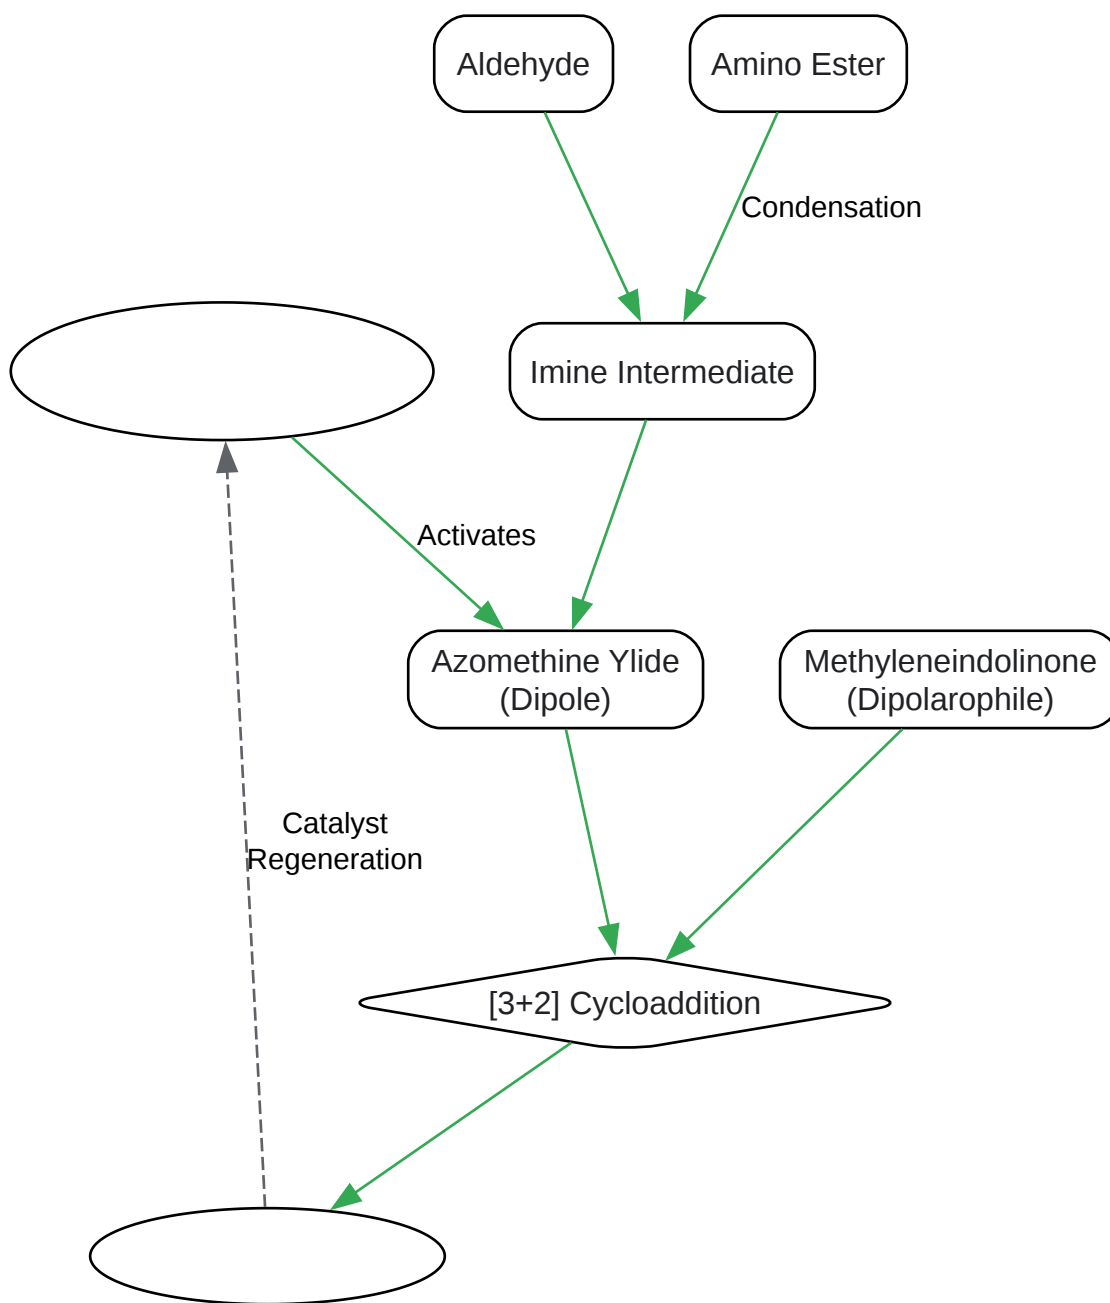 Aldehyde
Amino Ester
Condensation
Imine Intermediate
Activates
Azomethine Ylide
(Dipole)
Methyleneindolinone
(Dipolarophile)
Catalyst
Regeneration
[3+2] Cycloaddition